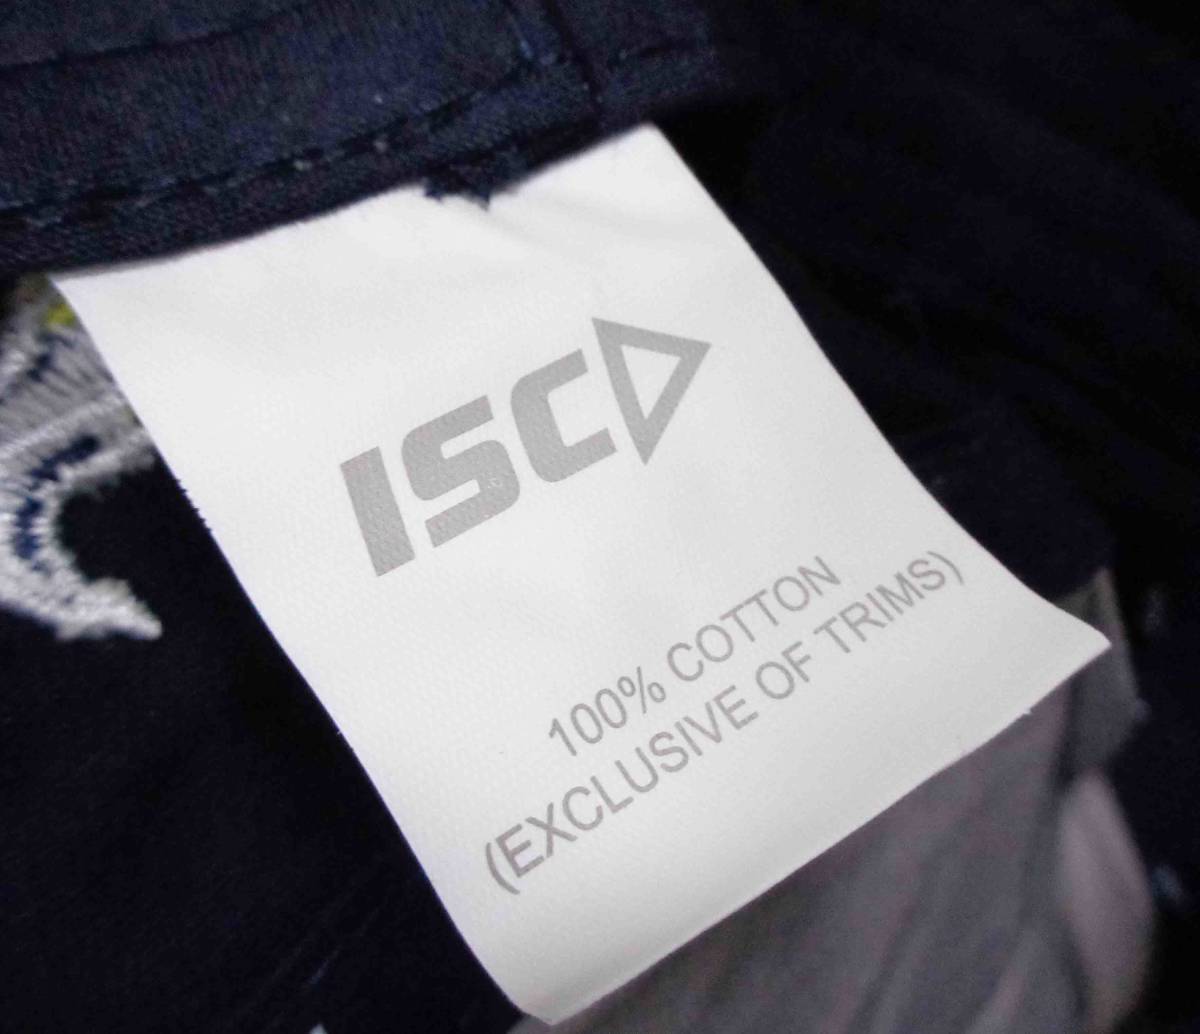 ISC
100% COTTON
(EXCLUSIVE OF TRIMS)